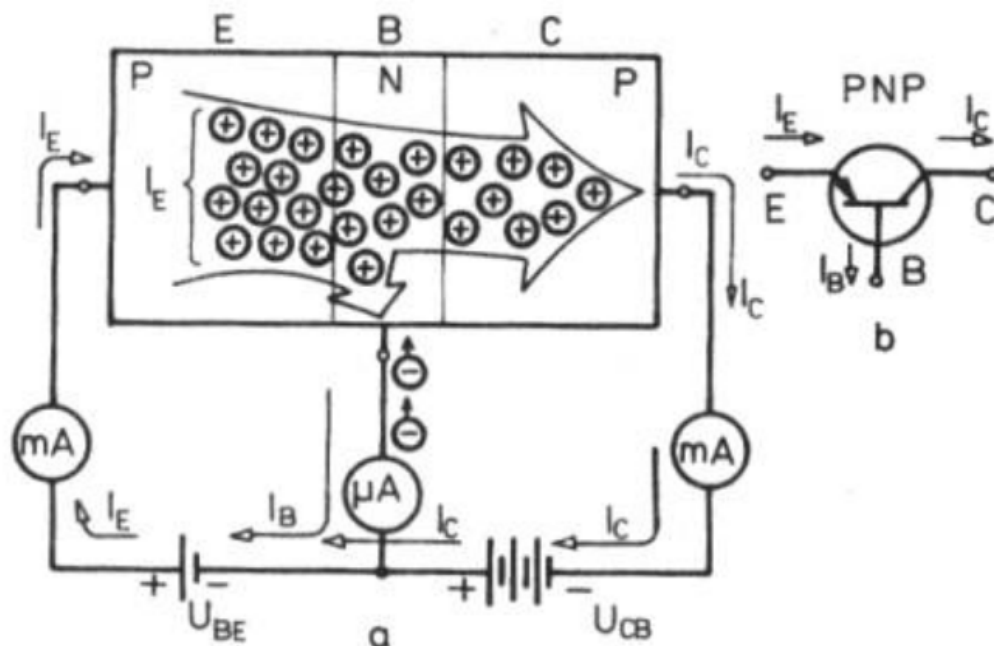 E B C
P N P
PNP
I_E I_E I_C I_E I_C
E C
I_B B
I_C
b
mA µA mA
I_E I_B I_C I_C
+ - + -
U_BE U_CB
a